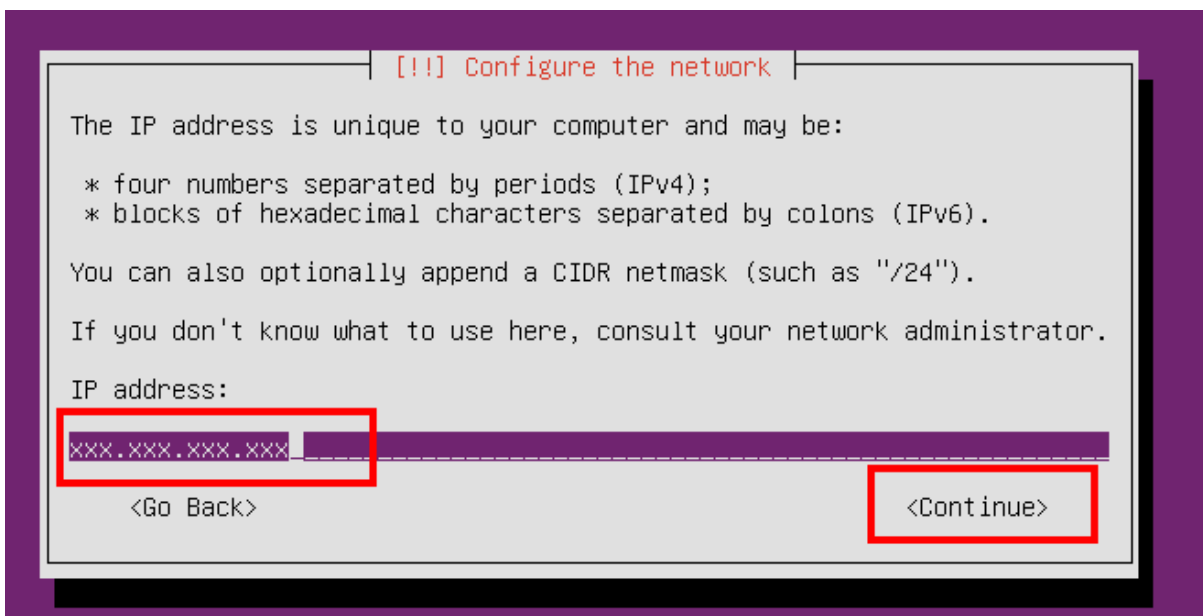 [!!] Configure the network
The IP address is unique to your computer and may be:
* four numbers separated by periods (IPv4);
* blocks of hexadecimal characters separated by colons (IPv6).
You can also optionally append a CIDR netmask (such as "/24").
If you don't know what to use here, consult your network administrator.
IP address:
xxx.xxx.xxx.xxx
<Go Back> <Continue>